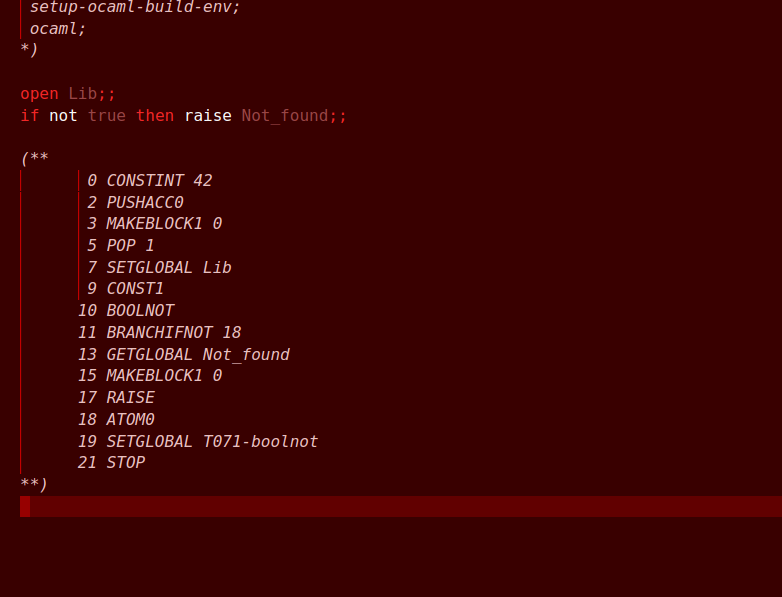 setup-ocaml-build-env;
ocaml;
*)
open Lib;;
if not true then raise Not_found;;
(**
0 CONSTINT 42
2 PUSHACC0
3 MAKEBLOCK1 0
5 POP 1
7 SETGLOBAL Lib
9 CONST1
10 BOOLNOT
11 BRANCHIFNOT 18
13 GETGLOBAL Not_found
15 MAKEBLOCK1 0
17 RAISE
18 ATOM0
19 SETGLOBAL T071-boolnot
21 STOP
**)